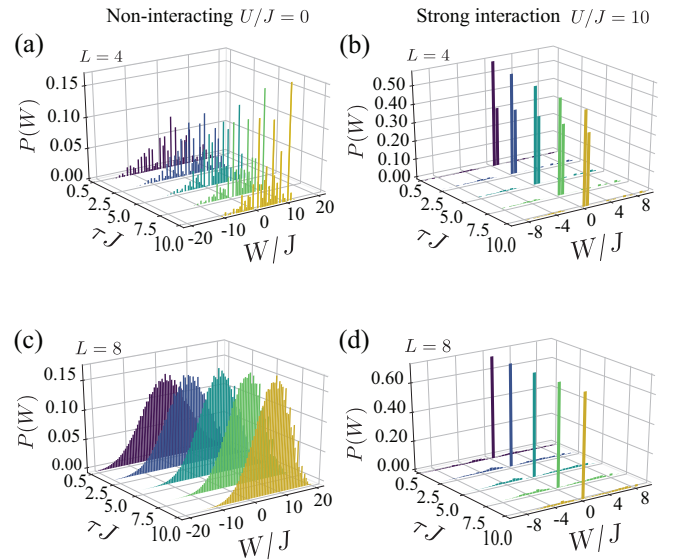 Non-interacting U/J = 0
Strong interaction U/J = 10
(a)
L = 4
P(W)
0.15
0.10
0.05
0.00
0.5
2.5
5.0
7.5
10.0
τJ
-20
-10
0
10
20
W/J
(b)
L = 4
P(W)
0.50
0.40
0.30
0.20
0.10
0.00
0.5
2.5
5.0
7.5
10.0
τJ
-8
-4
0
4
8
W/J
(c)
L = 8
P(W)
0.15
0.10
0.05
0.00
0.5
2.5
5.0
7.5
10.0
τJ
-20
-10
0
10
20
W/J
(d)
L = 8
P(W)
0.60
0.40
0.20
0.00
0.5
2.5
5.0
7.5
10.0
τJ
-8
-4
0
4
8
W/J